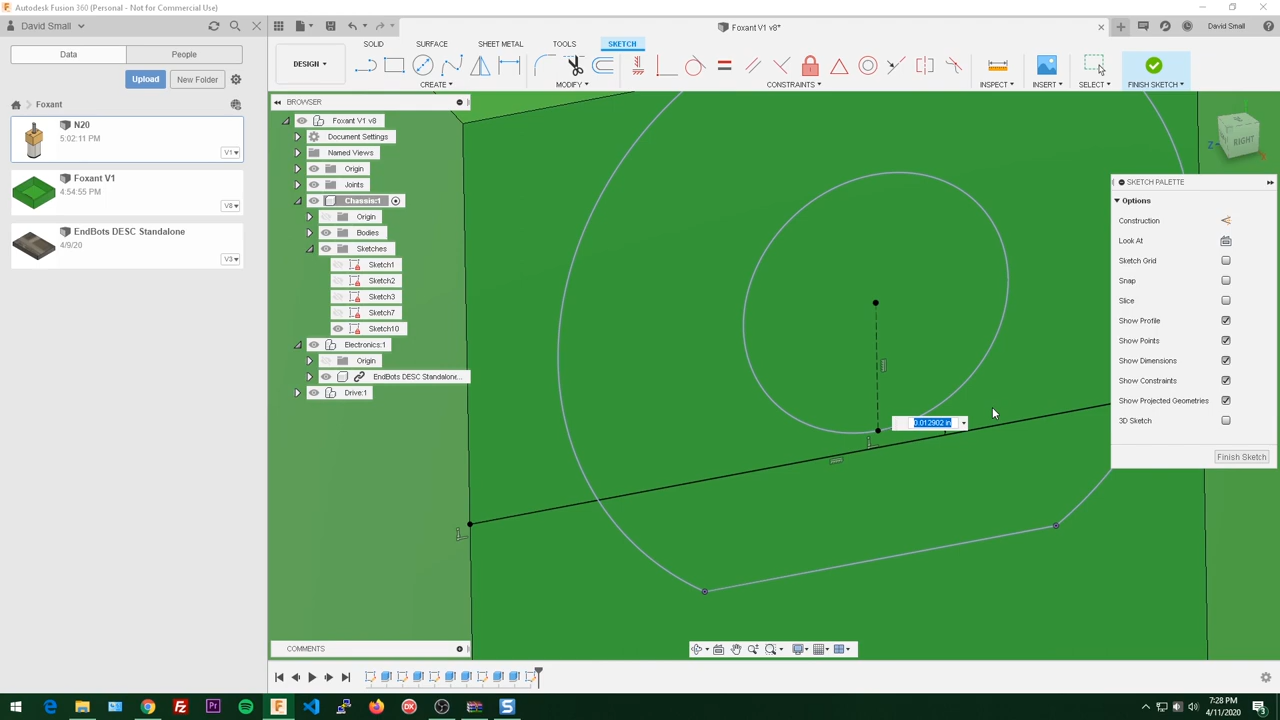 Autodesk Fusion 360 (Personal - Not for Commercial Use)
David Small
Foxant V1 v8*
David Small
Data
People
Upload
New Folder
Foxant
N20
5:02:11 PM
V1
Foxant V1
4:54:55 PM
V8
EndBots DESC Standalone
4/9/20
V3
DESIGN
SOLID
SURFACE
SHEET METAL
TOOLS
SKETCH
CREATE
MODIFY
CONSTRAINTS
INSPECT
INSERT
SELECT
FINISH SKETCH
BROWSER
Foxant V1 v8
Document Settings
Named Views
Origin
Joints
Chassis:1
Origin
Bodies
Sketches
Sketch1
Sketch2
Sketch3
Sketch7
Sketch10
Electronics:1
Origin
EndBots DESC Standalone...
Drive:1
0.012902 in
RIGHT
Z
X
SKETCH PALETTE
Options
Construction
Look At
Sketch Grid
Snap
Slice
Show Profile
Show Points
Show Dimensions
Show Constraints
Show Projected Geometries
3D Sketch
Finish Sketch
COMMENTS
7:28 PM
4/11/2020
3